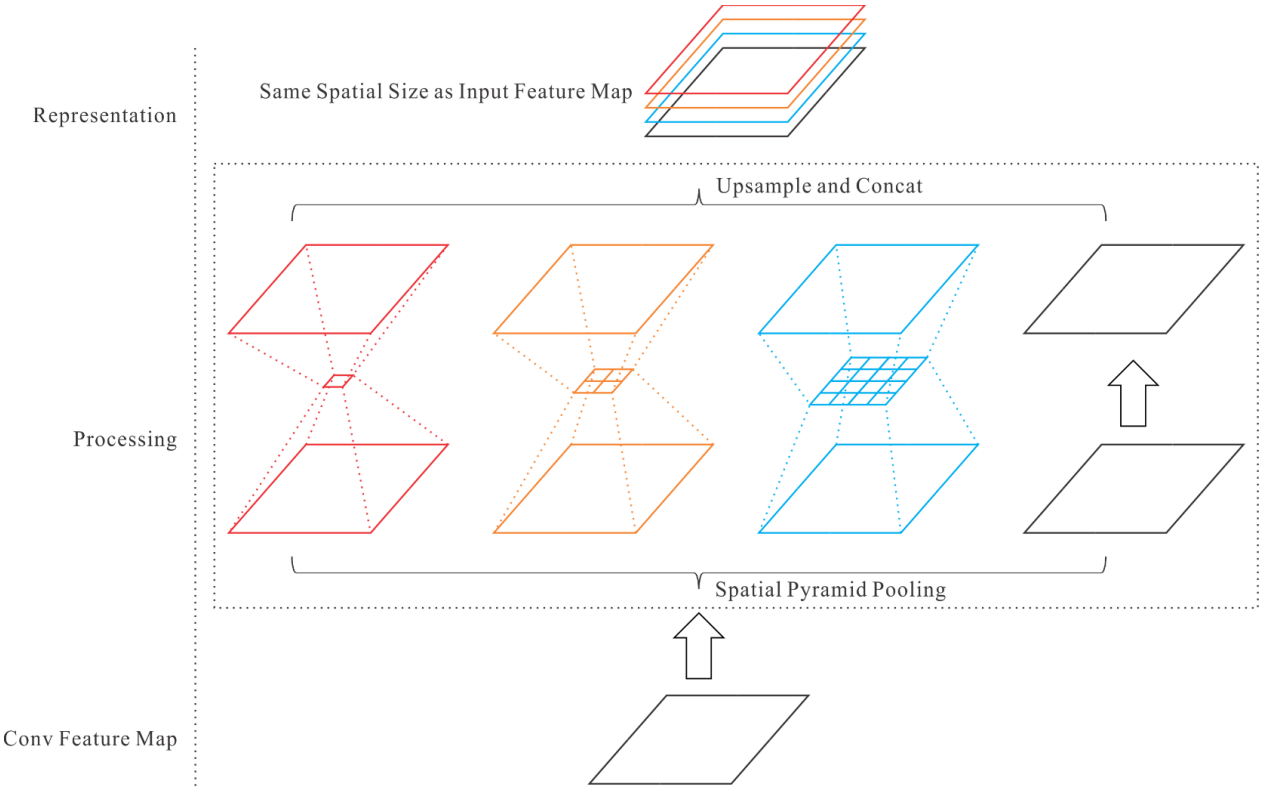 Same Spatial Size as Input Feature Map
Representation
Upsample and Concat
Processing
Spatial Pyramid Pooling
Conv Feature Map